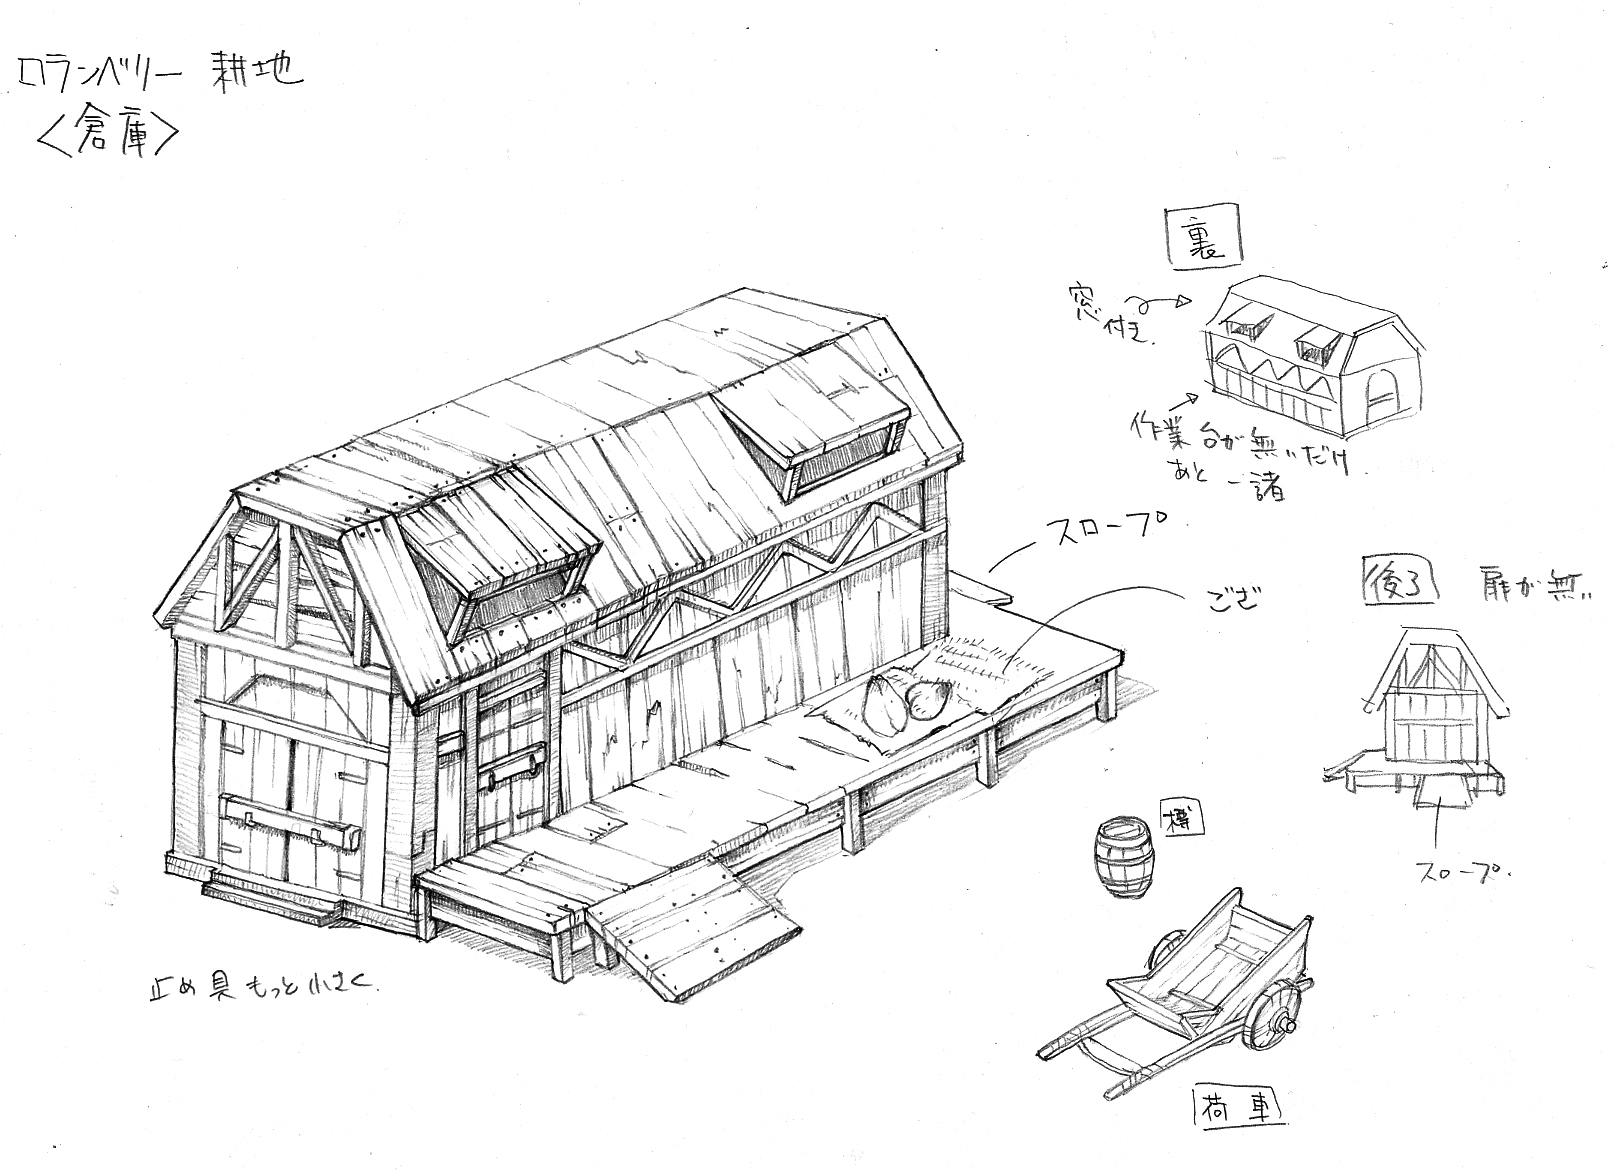 ロランベリー 耕地
<倉庫>
裏
窓付き.
作業台が無いだけ.
あと一諸
スロープ
ござ
後ろ
扉が無い
スロープ.
樽
荷車
止め具もっと小さく.